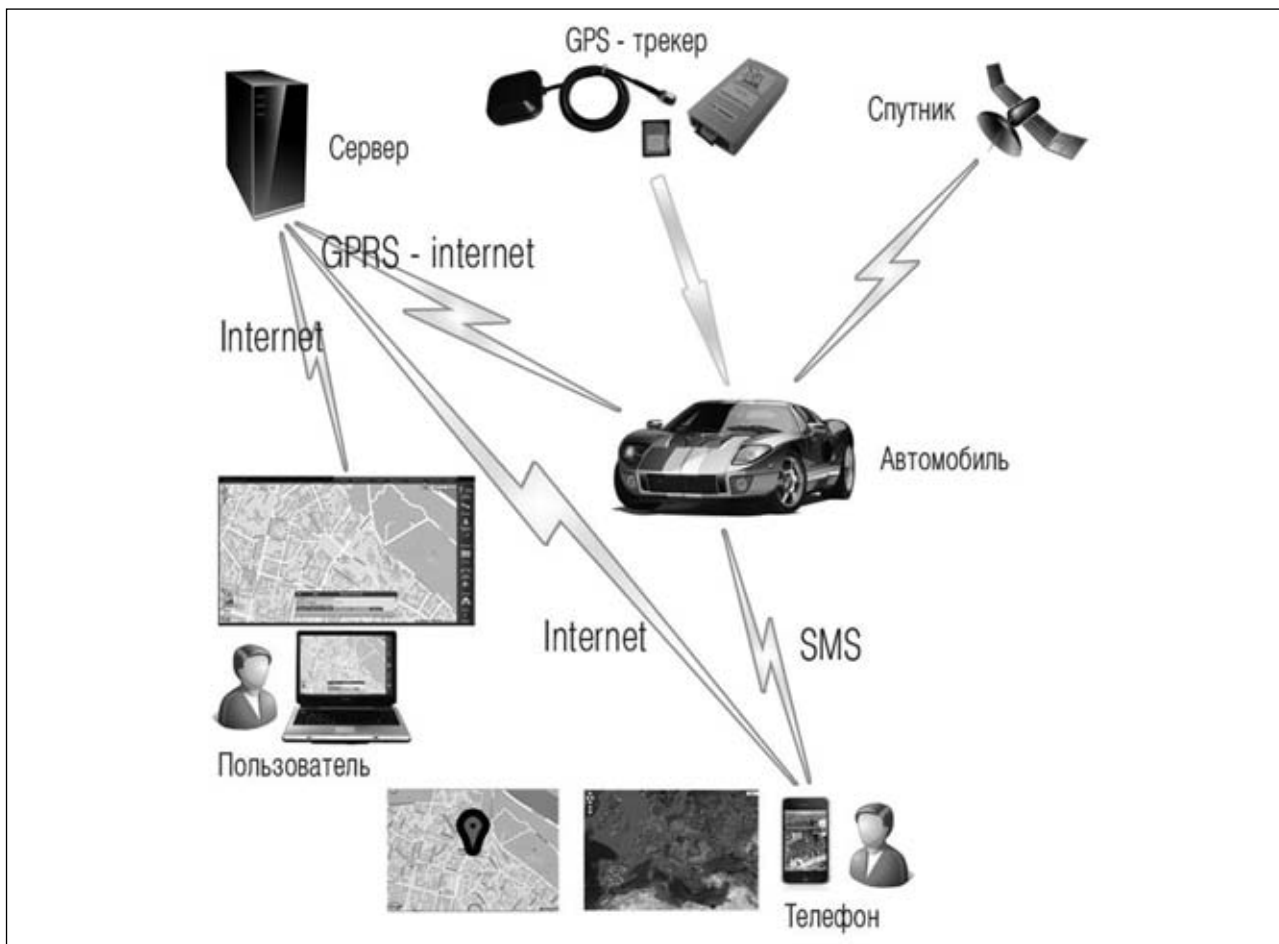 GPS - трекер
Спутник
Сервер
GPRS - internet
Internet
Автомобиль
Internet
SMS
Пользователь
Телефон